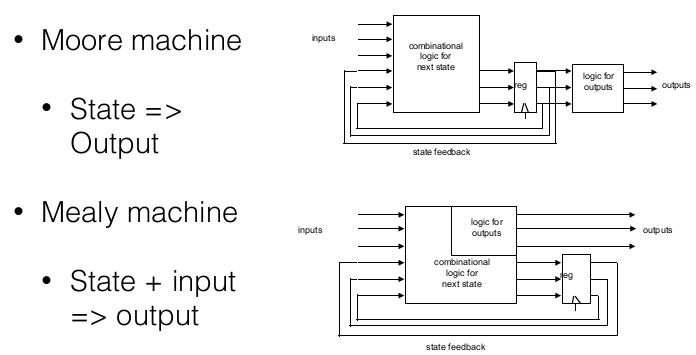 • Moore machine
• State =>
Output
• Mealy machine
• State + input
=> output
inputs
combinational
logic for
next state
reg
logic for
outputs
outputs
state feedback
inputs
logic for
outputs
outputs
combinational
logic for
next state
reg
state feedback